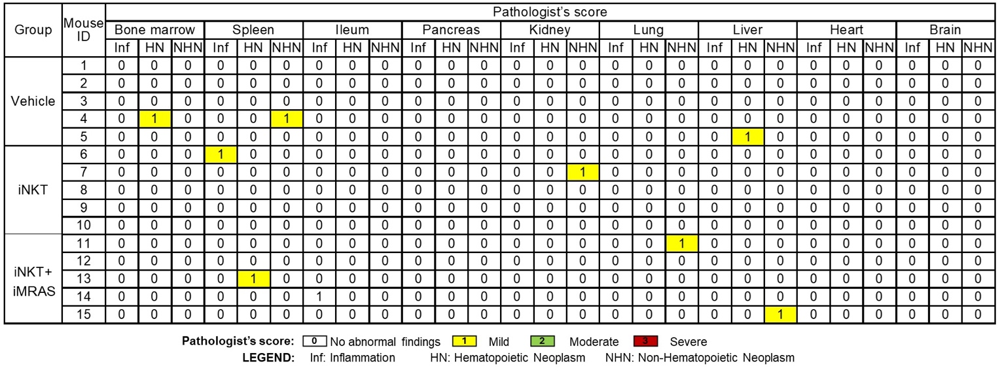 Pathologist's score
Group Mouse ID Bone marrow Spleen Ileum Pancreas Kidney Lung Liver Heart Brain
Inf HN NHN Inf HN NHN Inf HN NHN Inf HN NHN Inf HN NHN Inf HN NHN Inf HN NHN Inf HN NHN Inf HN NHN
Vehicle
1 0 0 0 0 0 0 0 0 0 0 0 0 0 0 0 0 0 0 0 0 0 0 0 0 0 0 0
2 0 0 0 0 0 0 0 0 0 0 0 0 0 0 0 0 0 0 0 0 0 0 0 0 0 0 0
3 0 0 0 0 0 0 0 0 0 0 0 0 0 0 0 0 0 0 0 0 0 0 0 0 0 0 0
4 0 1 0 0 0 1 0 0 0 0 0 0 0 0 0 0 0 0 0 0 0 0 0 0 0 0 0
5 0 0 0 0 0 0 0 0 0 0 0 0 0 0 0 0 0 0 0 1 0 0 0 0 0 0 0
iNKT
6 0 0 0 1 0 0 0 0 0 0 0 0 0 0 0 0 0 0 0 0 0 0 0 0 0 0 0
7 0 0 0 0 0 0 0 0 0 0 0 0 0 0 1 0 0 0 0 0 0 0 0 0 0 0 0
8 0 0 0 0 0 0 0 0 0 0 0 0 0 0 0 0 0 0 0 0 0 0 0 0 0 0 0
9 0 0 0 0 0 0 0 0 0 0 0 0 0 0 0 0 0 0 0 0 0 0 0 0 0 0 0
10 0 0 0 0 0 0 0 0 0 0 0 0 0 0 0 0 0 0 0 0 0 0 0 0 0 0 0
iNKT+
iMRAS
11 0 0 0 0 0 0 0 0 0 0 0 0 0 0 0 0 0 1 0 0 0 0 0 0 0 0 0
12 0 0 0 0 0 0 0 0 0 0 0 0 0 0 0 0 0 0 0 0 0 0 0 0 0 0 0
13 0 0 0 0 1 0 0 0 0 0 0 0 0 0 0 0 0 0 0 0 0 0 0 0 0 0 0
14 0 0 0 0 0 0 1 0 0 0 0 0 0 0 0 0 0 0 0 0 0 0 0 0 0 0 0
15 0 0 0 0 0 0 0 0 0 0 0 0 0 0 0 0 0 0 0 0 1 0 0 0 0 0 0
Pathologist's score: 0 No abnormal findings 1 Mild 2 Moderate 3 Severe
LEGEND: Inf: Inflammation HN: Hematopoietic Neoplasm NHN: Non-Hematopoietic Neoplasm